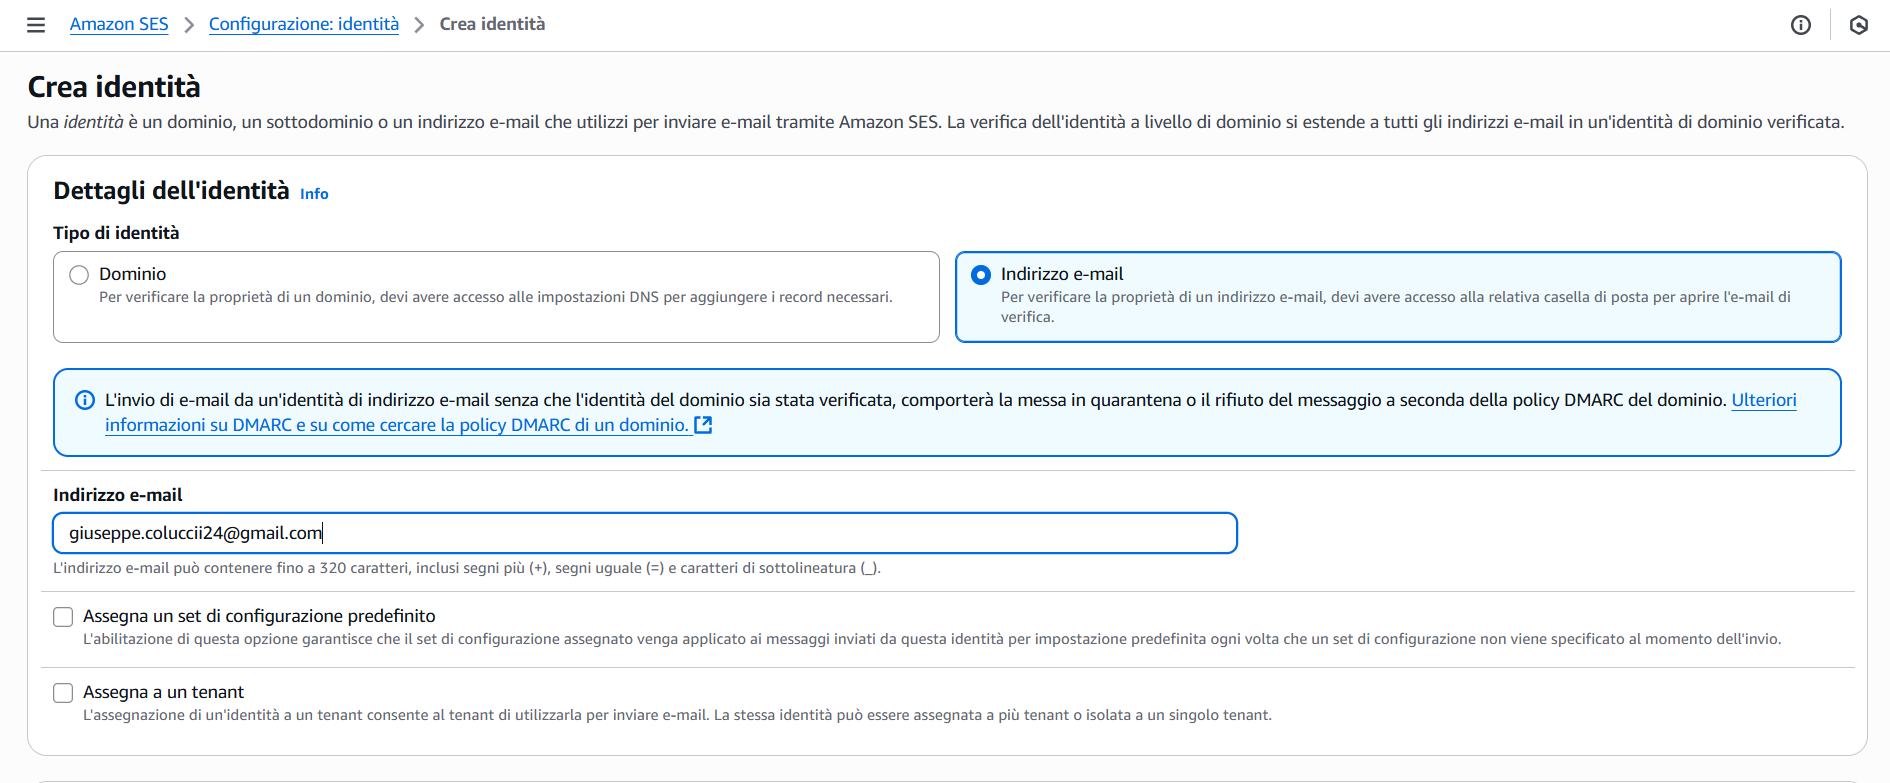 Amazon SES > Configurazione: identità > Crea identità
Crea identità
Una identità è un dominio, un sottodominio o un indirizzo e-mail che utilizzi per inviare e-mail tramite Amazon SES. La verifica dell'identità a livello di dominio si estende a tutti gli indirizzi e-mail in un'identità di dominio verificata.
Dettagli dell'identità Info
Tipo di identità
Dominio
Per verificare la proprietà di un dominio, devi avere accesso alle impostazioni DNS per aggiungere i record necessari.
Indirizzo e-mail
Per verificare la proprietà di un indirizzo e-mail, devi avere accesso alla relativa casella di posta per aprire l'e-mail di
verifica.
L'invio di e-mail da un'identità di indirizzo e-mail senza che l'identità del dominio sia stata verificata, comporterà la messa in quarantena o il rifiuto del messaggio a seconda della policy DMARC del dominio. Ulteriori
informazioni su DMARC e su come cercare la policy DMARC di un dominio.
Indirizzo e-mail
giuseppe.coluccii24@gmail.com
L'indirizzo e-mail può contenere fino a 320 caratteri, inclusi segni più (+), segni uguale (=) e caratteri di sottolineatura (_).
Assegna un set di configurazione predefinito
L'abilitazione di questa opzione garantisce che il set di configurazione assegnato venga applicato ai messaggi inviati da questa identità per impostazione predefinita ogni volta che un set di configurazione non viene specificato al momento dell'invio.
Assegna a un tenant
L'assegnazione di un'identità a un tenant consente al tenant di utilizzarla per inviare e-mail. La stessa identità può essere assegnata a più tenant o isolata a un singolo tenant.